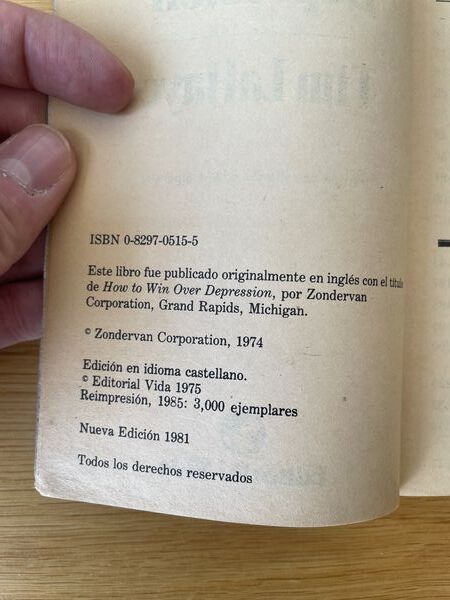 ISBN 0-8297-0515-5
Este libro fue publicado originalmente en inglés con el título
de How to Win Over Depression, por Zondervan
Corporation, Grand Rapids, Michigan.
© Zondervan Corporation, 1974
Edición en idioma castellano.
© Editorial Vida 1975
Reimpresión, 1985: 3,000 ejemplares
Nueva Edición 1981
Todos los derechos reservados